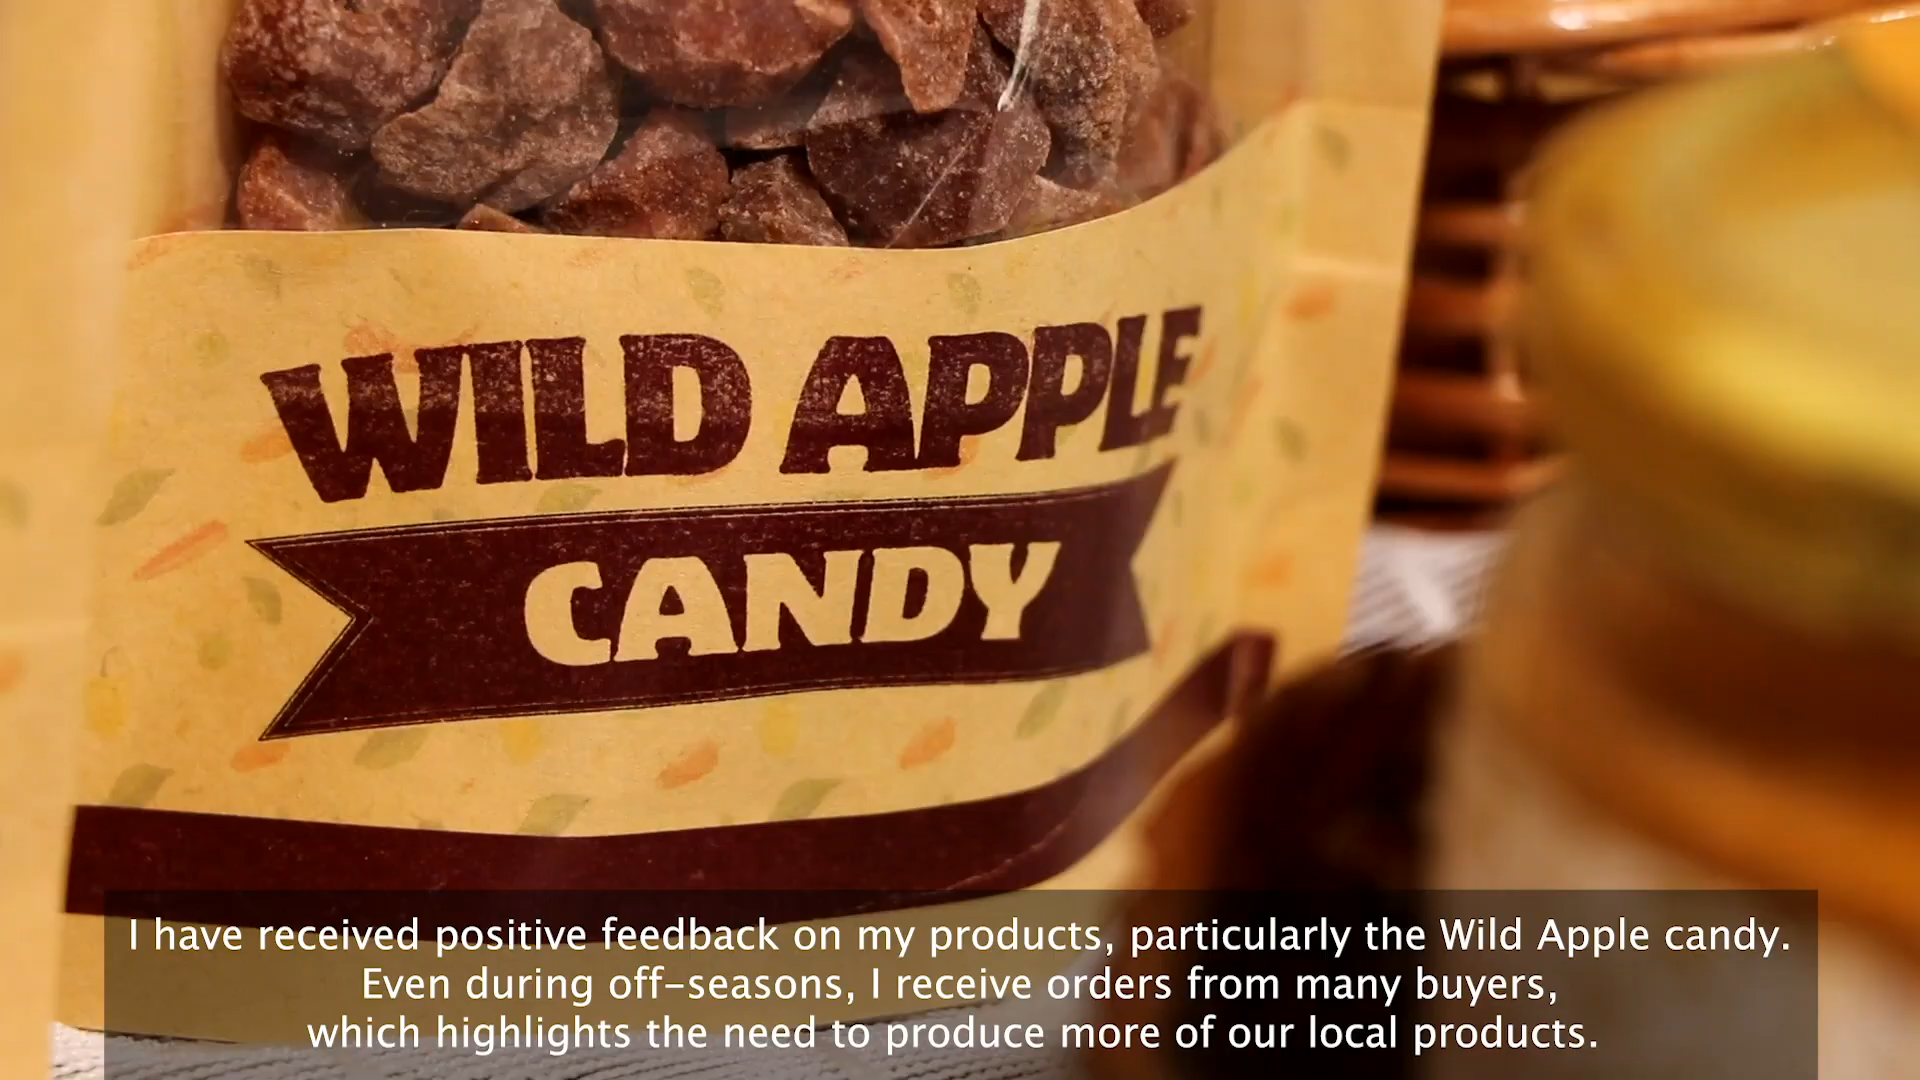 WILD APPLE
CANDY
I have received positive feedback on my products, particularly the Wild Apple candy.
Even during off-seasons, I receive orders from many buyers,
which highlights the need to produce more of our local products.